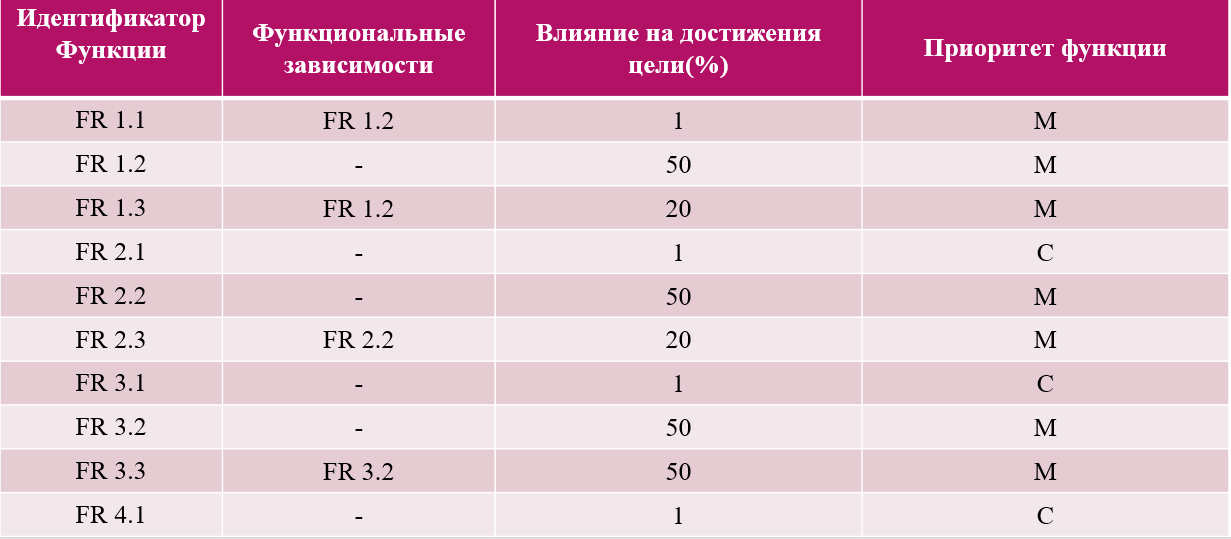 Идентификатор Функции | Функциональные зависимости | Влияние на достижения цели(%) | Приоритет функции
FR 1.1 | FR 1.2 | 1 | M
FR 1.2 | - | 50 | M
FR 1.3 | FR 1.2 | 20 | M
FR 2.1 | - | 1 | C
FR 2.2 | - | 50 | M
FR 2.3 | FR 2.2 | 20 | M
FR 3.1 | - | 1 | C
FR 3.2 | - | 50 | M
FR 3.3 | FR 3.2 | 50 | M
FR 4.1 | - | 1 | C